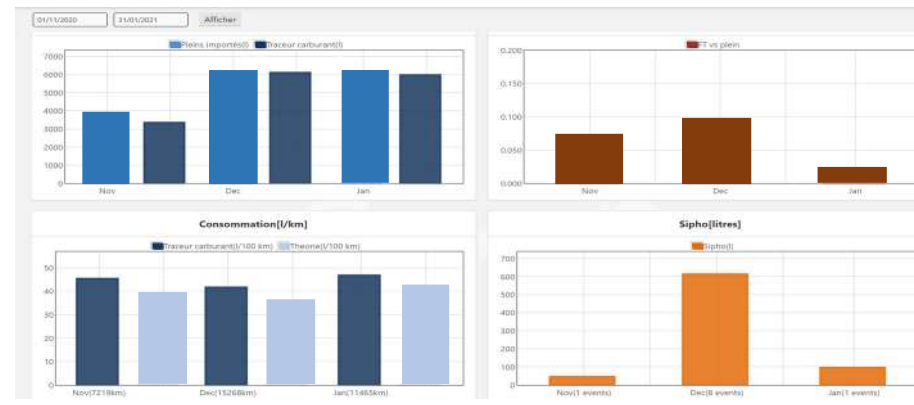 01/11/2020 31/01/2021 Afficher
Pleins importés(l) Traceur carburant(l)
7000
6000
5000
4000
3000
2000
1000
0
Nov Dec Jan
FT vs plein
0.200
0.150
0.100
0.050
0.000
Nov Dec Jan
Consommation[l/km]
Traceur carburant(l/100 km) Théorie(l/100 km)
50
40
30
20
10
0
Nov(7219km) Dec(15268km) Jan(11465km)
Sipho[litres]
Sipho(l)
700
600
500
400
300
200
100
0
Nov(1 events) Dec(8 events) Jan(1 events)